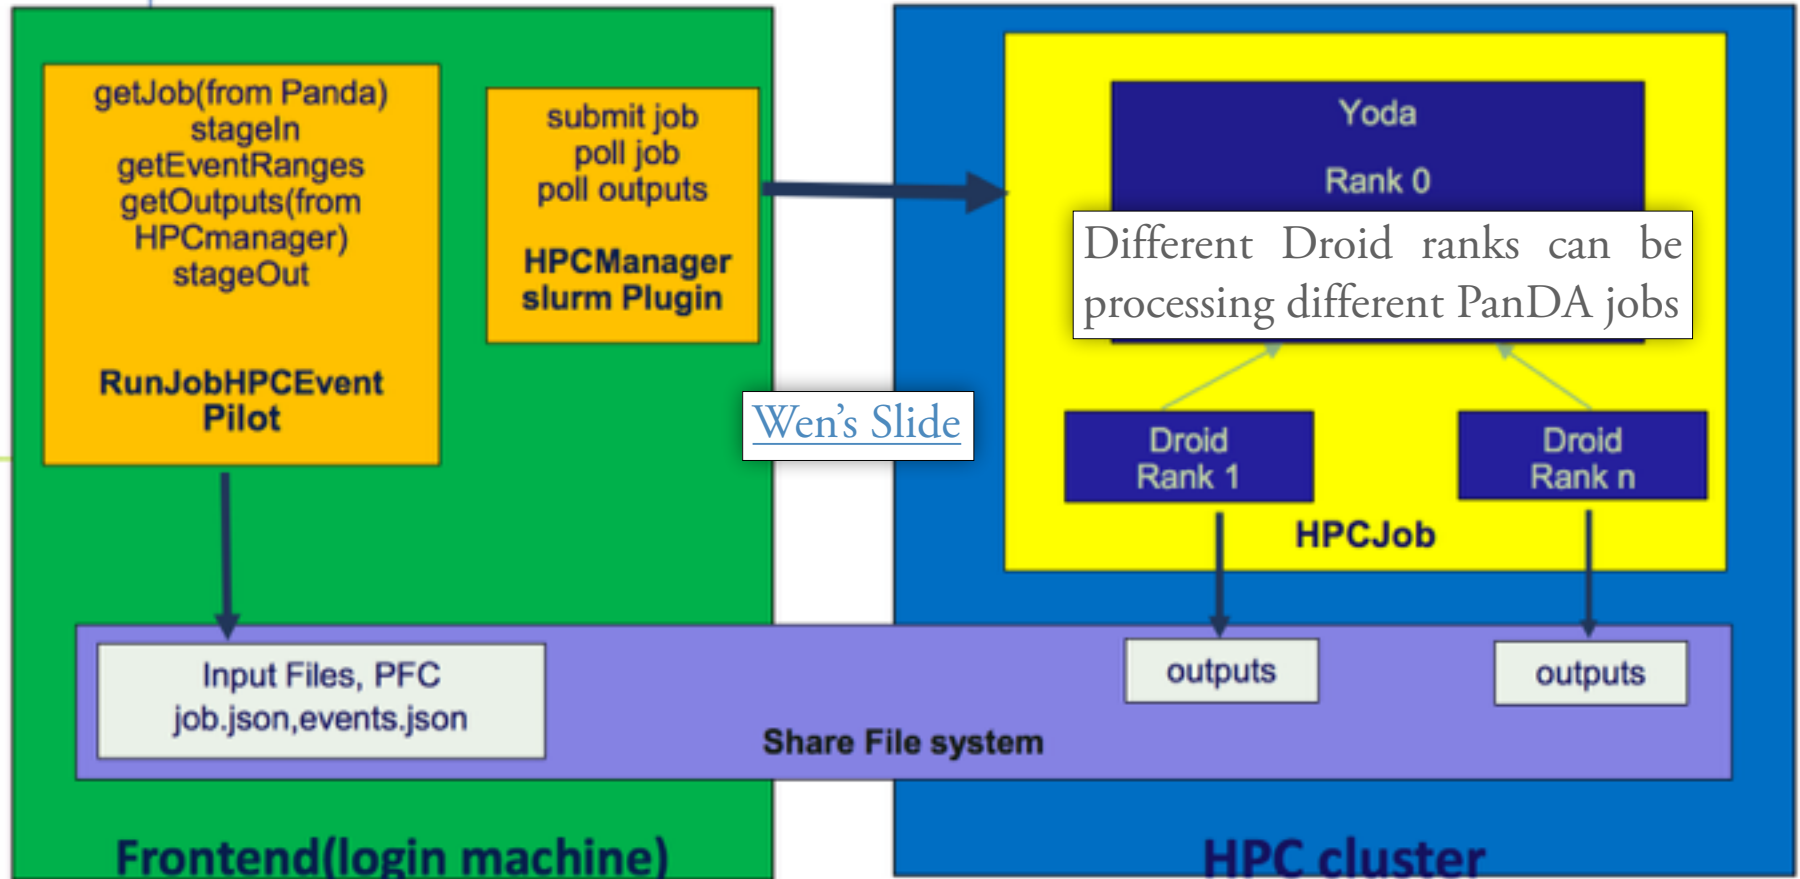 getJob(from Panda)
stageIn
getEventRanges
getOutputs(from
HPCmanager)
stageOut
RunJobHPCEvent
Pilot
submit job
poll job
poll outputs
HPCManager
slurm Plugin
Wen's Slide
Yoda
Rank 0
Different Droid ranks can be
processing different PanDA jobs
Droid
Rank 1
Droid
Rank n
HPCJob
Input Files, PFC
job.json,events.json
outputs
outputs
Share File system
Frontend(login machine)
HPC cluster